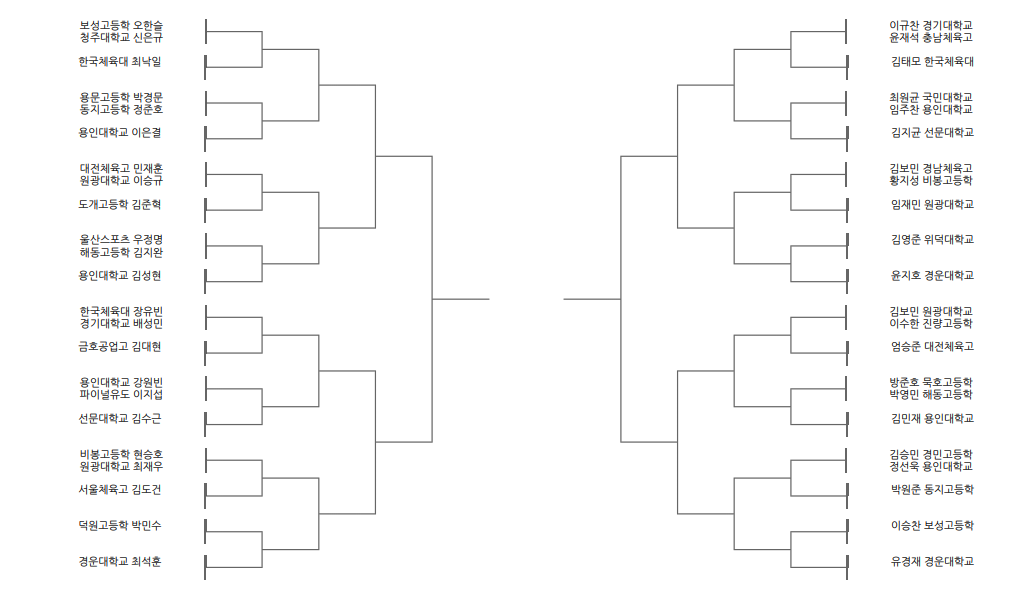 보성고등학 오한슬
청주대학교 신은규
한국체육대 최낙일
용문고등학 박경문
동지고등학 정준호
용인대학교 이은결
대전체육고 민재훈
원광대학교 이승규
도개고등학 김준혁
울산스포츠 우정명
해동고등학 김지완
용인대학교 김성현
한국체육대 장유빈
경기대학교 배성민
금호공업고 김대현
용인대학교 강원빈
파이널유도 이지섭
선문대학교 김수근
비봉고등학 현승호
원광대학교 최재우
서울체육고 김도건
덕원고등학 박민수
경운대학교 최석훈
이규찬 경기대학교
윤재석 충남체육고
김태모 한국체육대
최원균 국민대학교
임주찬 용인대학교
김지균 선문대학교
김보민 경남체육고
황지성 비봉고등학
임재민 원광대학교
김영준 위덕대학교
윤지호 경운대학교
김보민 원광대학교
이수한 진량고등학
엄승준 대전체육고
방준호 묵호고등학
박영민 해동고등학
김민재 용인대학교
김승민 경민고등학
정선욱 용인대학교
박원준 동지고등학
이승찬 보성고등학
유경재 경운대학교